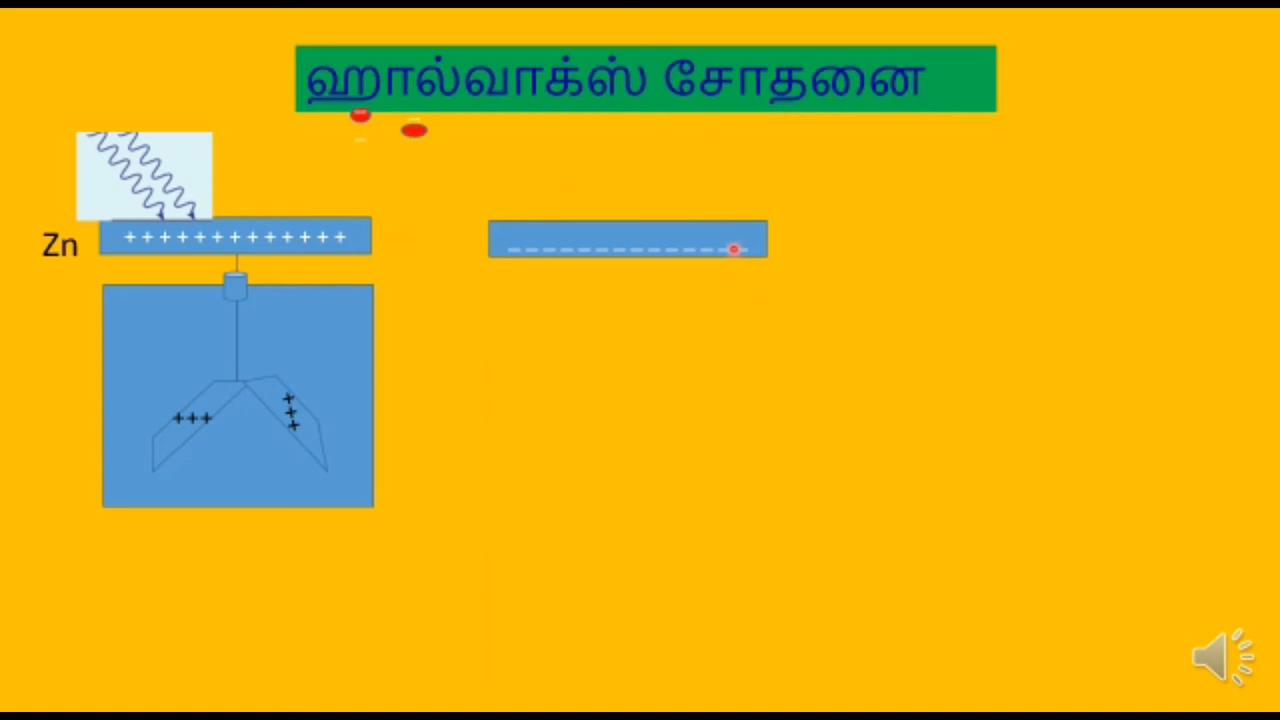 ஹால்வாக்ஸ் சோதனை
+ + + + + + + + + + + + +
Zn
_ _ _ _ _ _ _ _ _ _ _ _ _ _
+++
+++